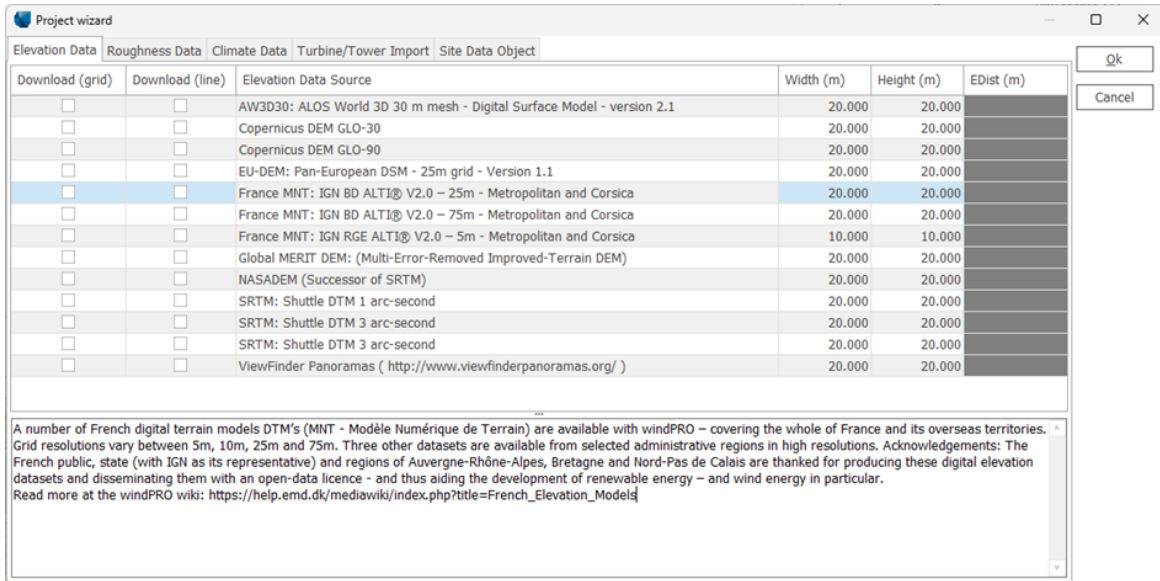 Project wizard
Elevation Data Roughness Data Climate Data Turbine/Tower Import Site Data Object
Ok
Cancel
Download (grid) Download (line) Elevation Data Source Width (m) Height (m) EDist (m)
AW3D30: ALOS World 3D 30 m mesh - Digital Surface Model - version 2.1 20.000 20.000
Copernicus DEM GLO-30 20.000 20.000
Copernicus DEM GLO-90 20.000 20.000
EU-DEM: Pan-European DSM - 25m grid - Version 1.1 20.000 20.000
France MNT: IGN BD ALTI® V2.0 – 25m - Metropolitan and Corsica 20.000 20.000
France MNT: IGN BD ALTI® V2.0 – 75m - Metropolitan and Corsica 20.000 20.000
France MNT: IGN RGE ALTI® V2.0 – 5m - Metropolitan and Corsica 10.000 10.000
Global MERIT DEM: (Multi-Error-Removed Improved-Terrain DEM) 20.000 20.000
NASADEM (Successor of SRTM) 20.000 20.000
SRTM: Shuttle DTM 1 arc-second 20.000 20.000
SRTM: Shuttle DTM 3 arc-second 20.000 20.000
SRTM: Shuttle DTM 3 arc-second 20.000 20.000
ViewFinder Panoramas ( http://www.viewfinderpanoramas.org/ ) 20.000 20.000
A number of French digital terrain models DTM's (MNT - Modèle Numérique de Terrain) are available with windPRO – covering the whole of France and its overseas territories.
Grid resolutions vary between 5m, 10m, 25m and 75m. Three other datasets are available from selected administrative regions in high resolutions. Acknowledgements: The
French public, state (with IGN as its representative) and regions of Auvergne-Rhône-Alpes, Bretagne and Nord-Pas de Calais are thanked for producing these digital elevation
datasets and disseminating them with an open-data licence - and thus aiding the development of renewable energy – and wind energy in particular.
Read more at the windPRO wiki: https://help.emd.dk/mediawiki/index.php?title=French_Elevation_Models